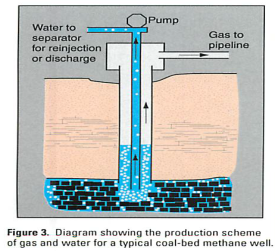 Pump
Water to
separator
for reinjection
or discharge
Gas to
pipeline
Figure 3. Diagram showing the production scheme
of gas and water for a typical coal-bed methane well.